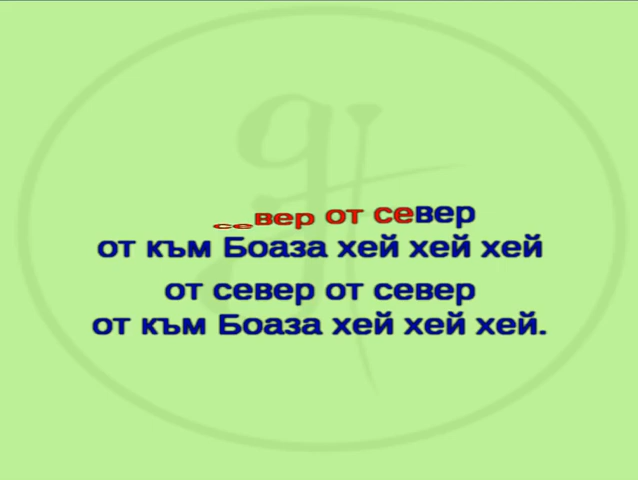 север от север
от към Боаза хей хей хей
от север от север
от към Боаза хей хей хей.